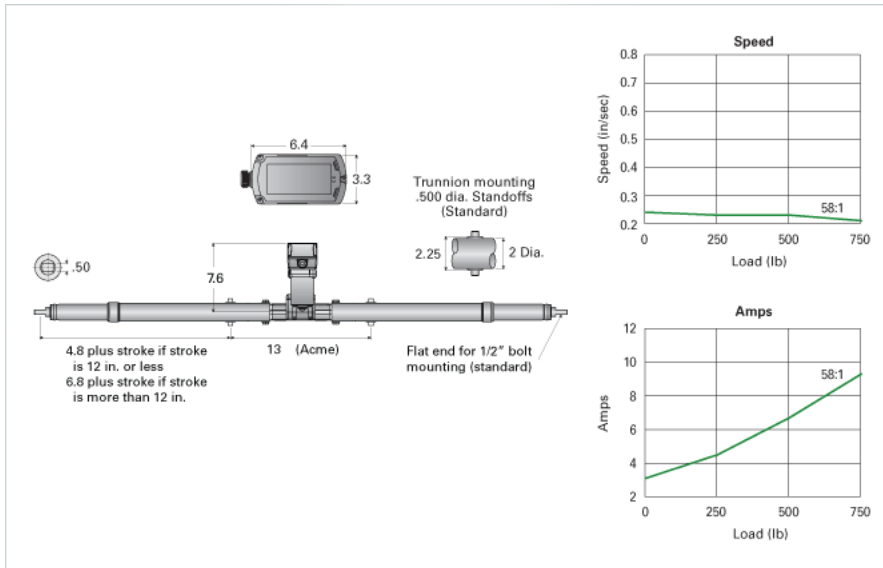 6.4
3.3
Trunnion mounting
.500 dia. Standoffs
(Standard)
2.25
2 Dia.
.50
7.6
4.8 plus stroke if stroke
is 12 in. or less
6.8 plus stroke if stroke
is more than 12 in.
13 (Acme)
Flat end for 1/2" bolt
mounting (standard)
Speed
Speed (in/sec)
0.8
0.7
0.6
0.5
0.4
0.3
0.2
58:1
0 250 500 750
Load (lb)
Amps
Amps
12
10
8
6
4
2
58:1
0 250 500 750
Load (lb)